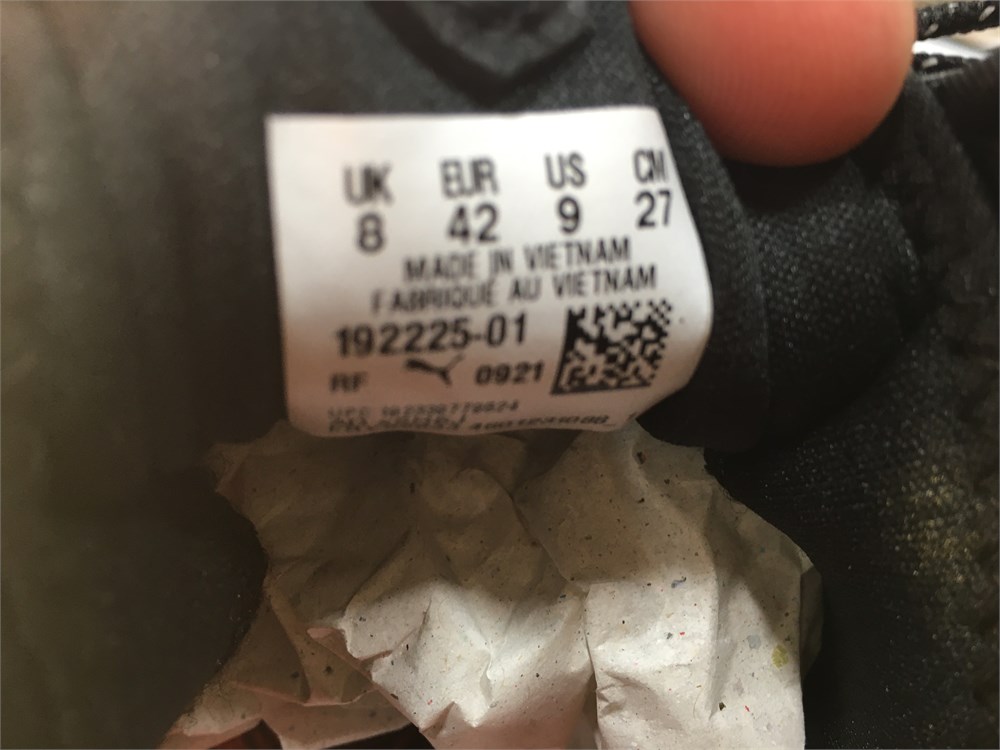 UK EUR US CM
8 42 9 27
MADE IN VIETNAM
FABRIQUÉ AU VIETNAM
192225-01
RF 0921